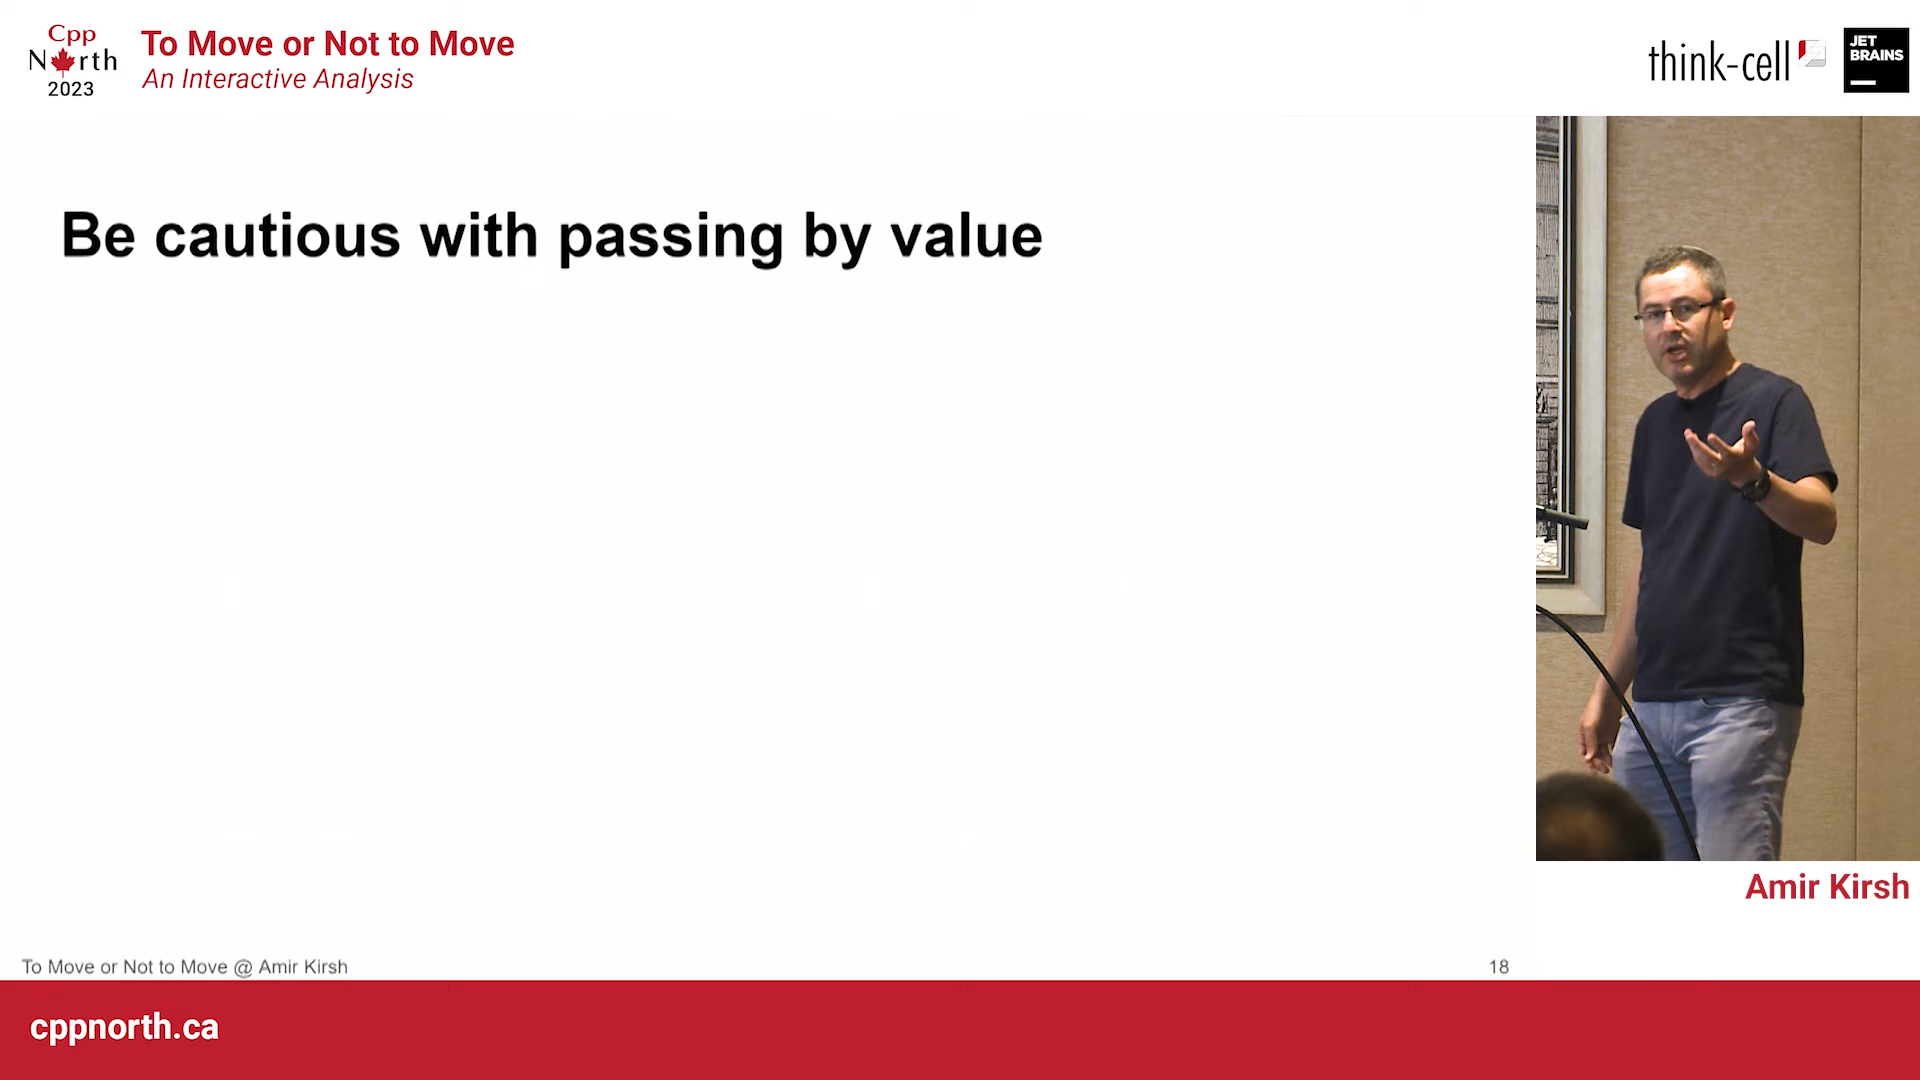 Cpp
North
2023
To Move or Not to Move
An Interactive Analysis
think-cell
JET
BRAINS
Be cautious with passing by value
Amir Kirsh
To Move or Not to Move @ Amir Kirsh
18
cppnorth.ca